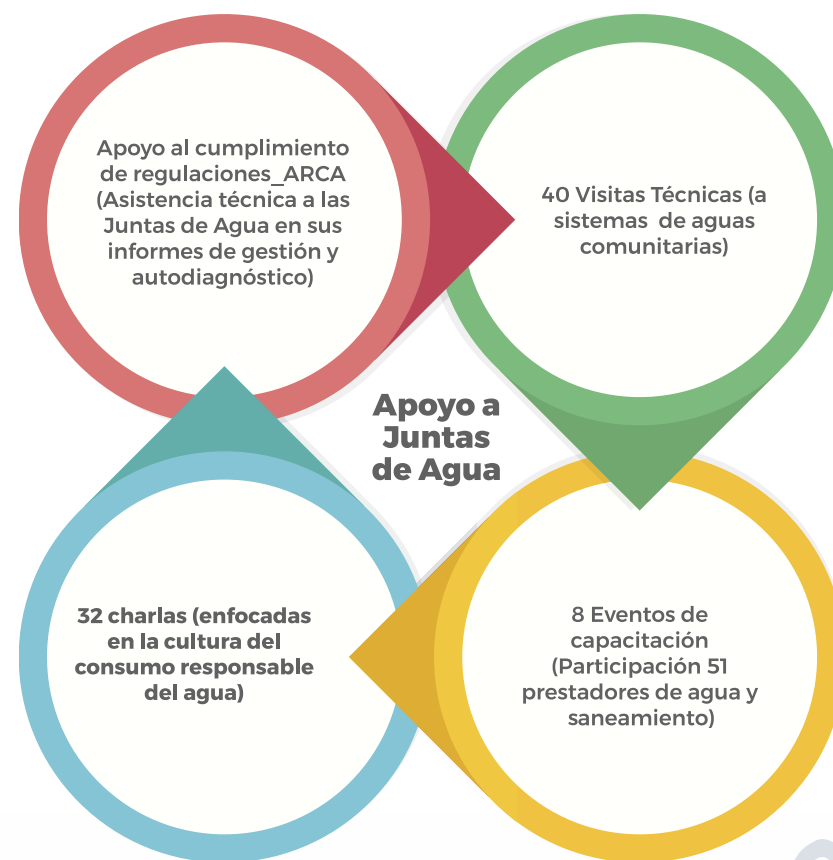 Apoyo al cumplimiento
de regulaciones_ARCA
(Asistencia técnica a las
Juntas de Agua en sus
informes de gestión y
autodiagnóstico)
40 Visitas Técnicas (a
sistemas de aguas
comunitarias)
Apoyo a
Juntas
de Agua
32 charlas (enfocadas
en la cultura del
consumo responsable
del agua)
8 Eventos de
capacitación
(Participación 51
prestadores de agua y
saneamiento)